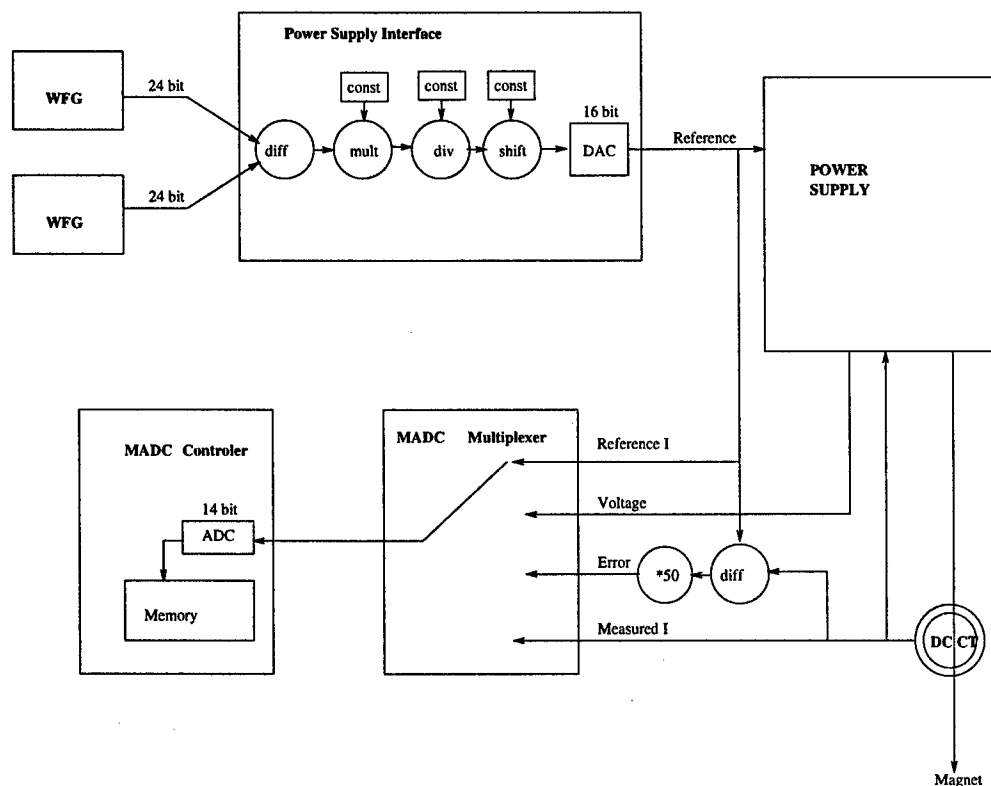 Power Supply Interface
WFG
24 bit
const
const
const
16 bit
diff
mult
div
shift
DAC
Reference
POWER
SUPPLY
WFG
24 bit
MADC Controler
MADC Multiplexer
Reference I
14 bit
ADC
Voltage
Error
*50
diff
Memory
Measured I
DC CT
Magnet